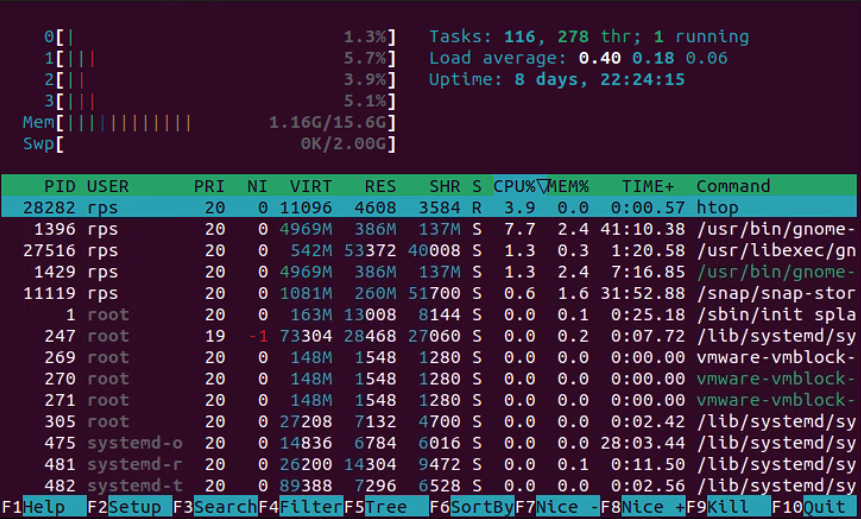 0[| 1.3%] Tasks: 116, 278 thr; 1 running
1[||| 5.7%] Load average: 0.40 0.18 0.06
2[|| 3.9%] Uptime: 8 days, 22:24:15
3[||| 5.1%]
Mem[|||||||||||| 1.16G/15.6G]
Swp[ 0K/2.00G]
PID USER PRI NI VIRT RES SHR S CPU%▽MEM% TIME+ Command
28282 rps 20 0 11096 4608 3584 R 3.9 0.0 0:00.57 htop
1396 rps 20 0 4969M 386M 137M S 7.7 2.4 41:10.38 /usr/bin/gnome-
27516 rps 20 0 542M 53372 40008 S 1.3 0.3 1:20.58 /usr/libexec/gn
1429 rps 20 0 4969M 386M 137M S 1.3 2.4 7:16.85 /usr/bin/gnome-
11119 rps 20 0 1081M 260M 51700 S 0.6 1.6 31:52.88 /snap/snap-stor
1 root 20 0 163M 13008 8144 S 0.0 0.1 0:25.18 /sbin/init spla
247 root 19 -1 73304 28468 27060 S 0.0 0.2 0:07.72 /lib/systemd/sy
269 root 20 0 148M 1548 1280 S 0.0 0.0 0:00.00 vmware-vmblock-
270 root 20 0 148M 1548 1280 S 0.0 0.0 0:00.00 vmware-vmblock-
271 root 20 0 148M 1548 1280 S 0.0 0.0 0:00.00 vmware-vmblock-
305 root 20 0 27208 7132 4700 S 0.0 0.0 0:02.42 /lib/systemd/sy
475 systemd-o 20 0 14836 6784 6016 S 0.0 0.0 28:03.44 /lib/systemd/sy
481 systemd-r 20 0 26200 14304 9472 S 0.0 0.1 0:11.50 /lib/systemd/sy
482 systemd-t 20 0 89388 7296 6528 S 0.0 0.0 0:02.56 /lib/systemd/sy
F1Help F2Setup F3SearchF4FilterF5Tree F6SortByF7Nice -F8Nice +F9Kill F10Quit